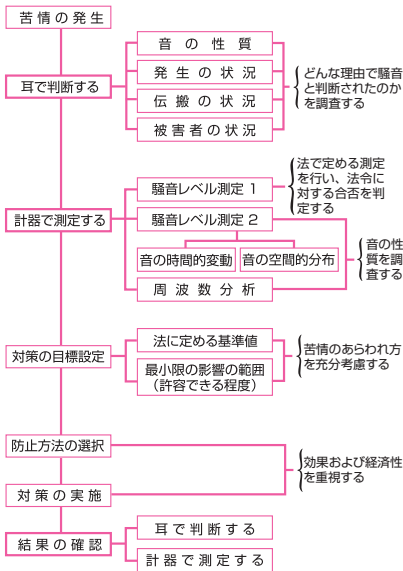 苦情の発生
耳で判断する
音の性質
発生の状況
伝搬の状況
被害者の状況
どんな理由で騒音
と判断されたのか
を調査する
計器で測定する
騒音レベル測定1
法で定める測定
を行い、法令に
対する合否を判
定する
騒音レベル測定2
音の時間的変動
音の空間的分布
周波数分析
音の性
質を調
査する
対策の目標設定
法に定める基準値
最小限の影響の範囲
(許容できる程度)
苦情のあらわれ方
を充分考慮する
防止方法の選択
対策の実施
効果および経済性
を重視する
結果の確認
耳で判断する
計器で測定する